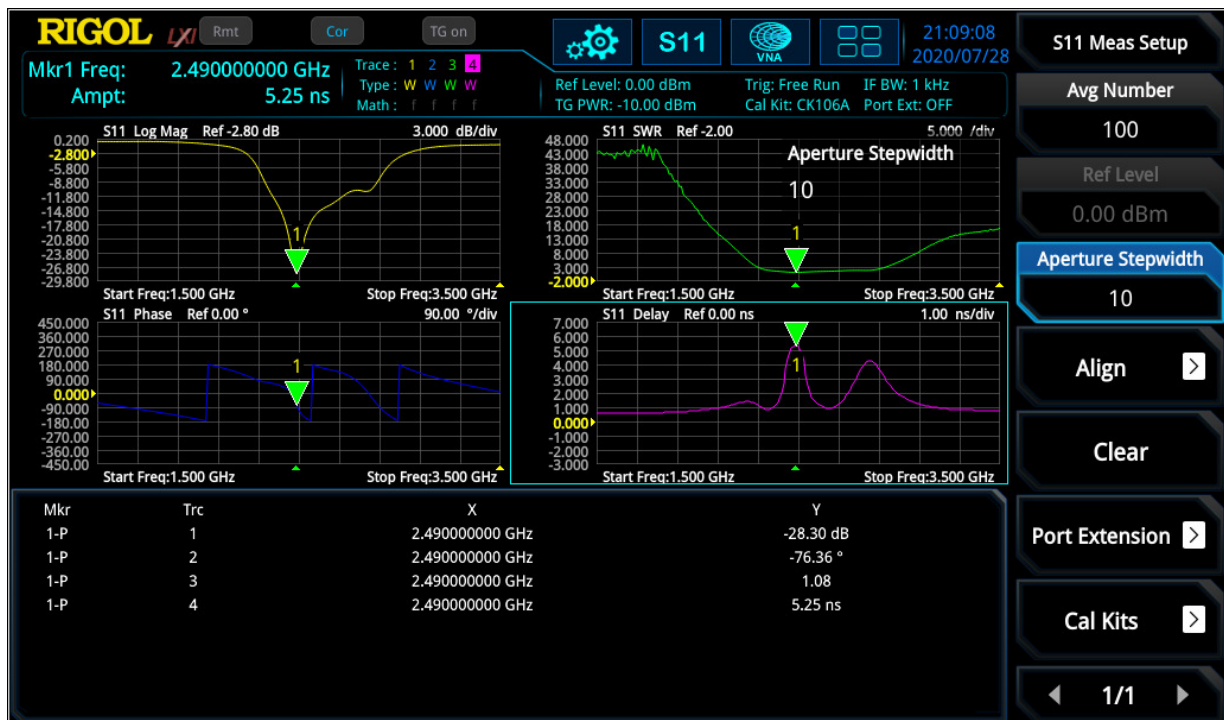 RIGOL LXI Rmt Cor TG on
S11 VNA 21:09:08
2020/07/28
Mkr1 Freq: 2.490000000 GHz
Ampt: 5.25 ns
Trace: 1 2 3 4
Type: W W W W
Math: f f f f
Ref Level: 0.00 dBm Trig: Free Run IF BW: 1 kHz
TG PWR: -10.00 dBm Cal Kit: CK106A Port Ext: OFF
S11 Log Mag Ref -2.80 dB 3.000 dB/div
0.200
-2.800
-5.800
-8.800
-11.800
-14.800
-17.800
-20.800
-23.800
-26.800
-29.800
1
Start Freq:1.500 GHz Stop Freq:3.500 GHz
S11 SWR Ref -2.00 5.000 /div
48.000
43.000
38.000
33.000
28.000
23.000
18.000
13.000
8.000
3.000
-2.000
Aperture Stepwidth
10
1
Start Freq:1.500 GHz Stop Freq:3.500 GHz
S11 Phase Ref 0.00 ° 90.00 °/div
450.000
360.000
270.000
180.000
90.000
0.000
-90.000
-180.00
-270.00
-360.00
-450.00
1
Start Freq:1.500 GHz Stop Freq:3.500 GHz
S11 Delay Ref 0.00 ns 1.00 ns/div
7.000
6.000
5.000
4.000
3.000
2.000
1.000
0.000
-1.000
-2.000
-3.000
1
Start Freq:1.500 GHz Stop Freq:3.500 GHz
Mkr Trc X Y
1-P 1 2.490000000 GHz -28.30 dB
1-P 2 2.490000000 GHz -76.36 °
1-P 3 2.490000000 GHz 1.08
1-P 4 2.490000000 GHz 5.25 ns
S11 Meas Setup
Avg Number
100
Ref Level
0.00 dBm
Aperture Stepwidth
10
Align
Clear
Port Extension
Cal Kits
1/1